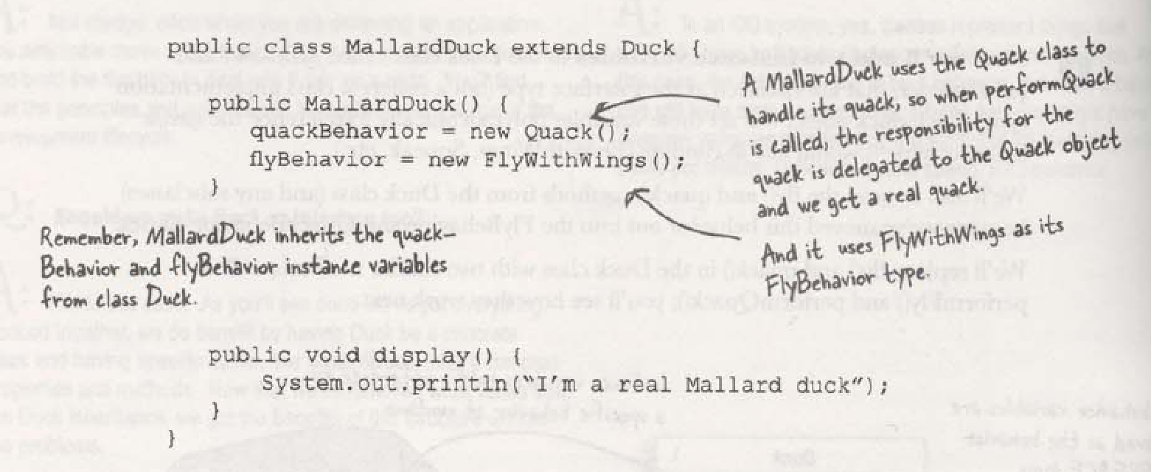 public class MallardDuck extends Duck {
public MallardDuck() {
quackBehavior = new Quack();
flyBehavior = new FlyWithWings();
}
A MallardDuck uses the Quack class to
handle its quack, so when performQuack
is called, the responsibility for the
quack is delegated to the Quack object
and we get a real quack.
And it uses FlyWithWings as its
FlyBehavior type.
Remember, MallardDuck inherits the quack-
Behavior and flyBehavior instance variables
from class Duck.
public void display() {
System.out.println("I'm a real Mallard duck");
}
}